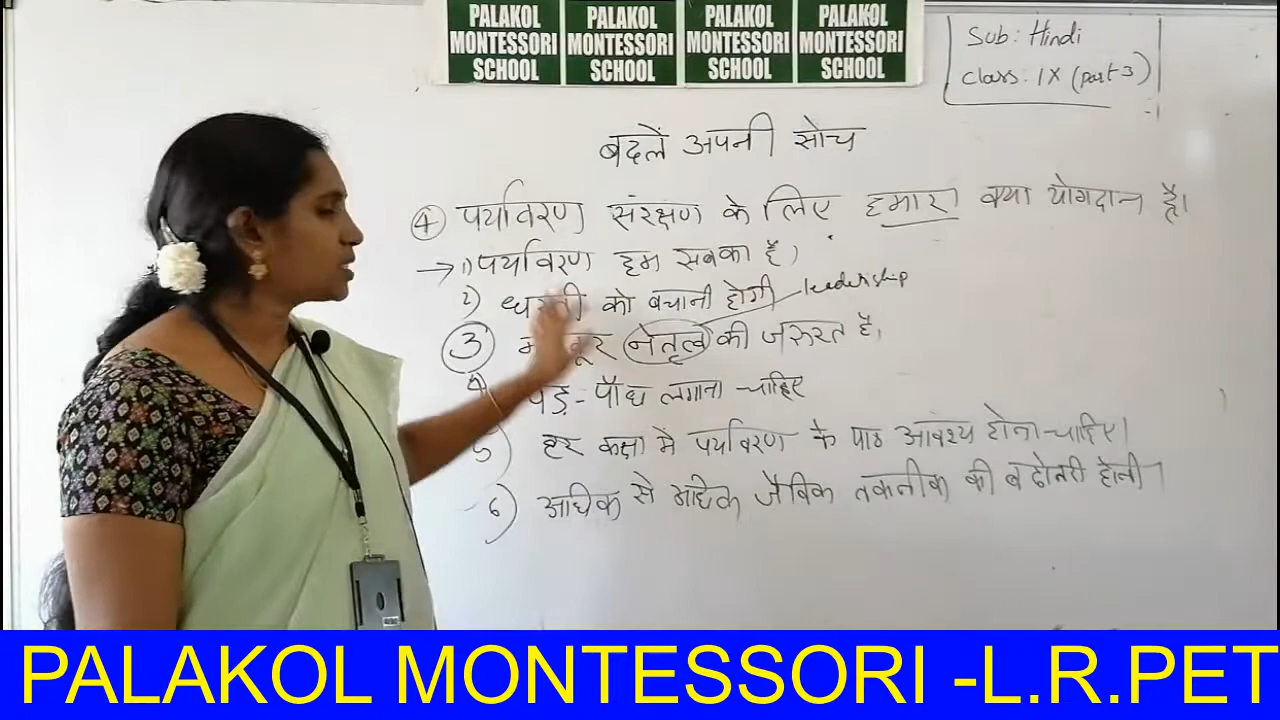 PALAKOL MONTESSORI SCHOOL
PALAKOL MONTESSORI SCHOOL
PALAKOL MONTESSORI SCHOOL
PALAKOL MONTESSORI SCHOOL
Sub: Hindi
Class: IX (part-3)
बदलें अपनी सोच
④ पर्यावरण संरक्षण के लिए हमारा क्या योगदान है।
→ 1) पर्यावरण हम सबका है।
2) धरती को बचानी होगी leadership
③ नेतृत्व की जरुरत है।
4) पेड़-पौधे लगाना चाहिए
5) हर कक्षा में पर्यावरण के पाठ आवश्य होना चाहिए।
6) अधिक से अधिक जैविक तकनीक की बढोतरी होनी
PALAKOL MONTESSORI -L.R.PET